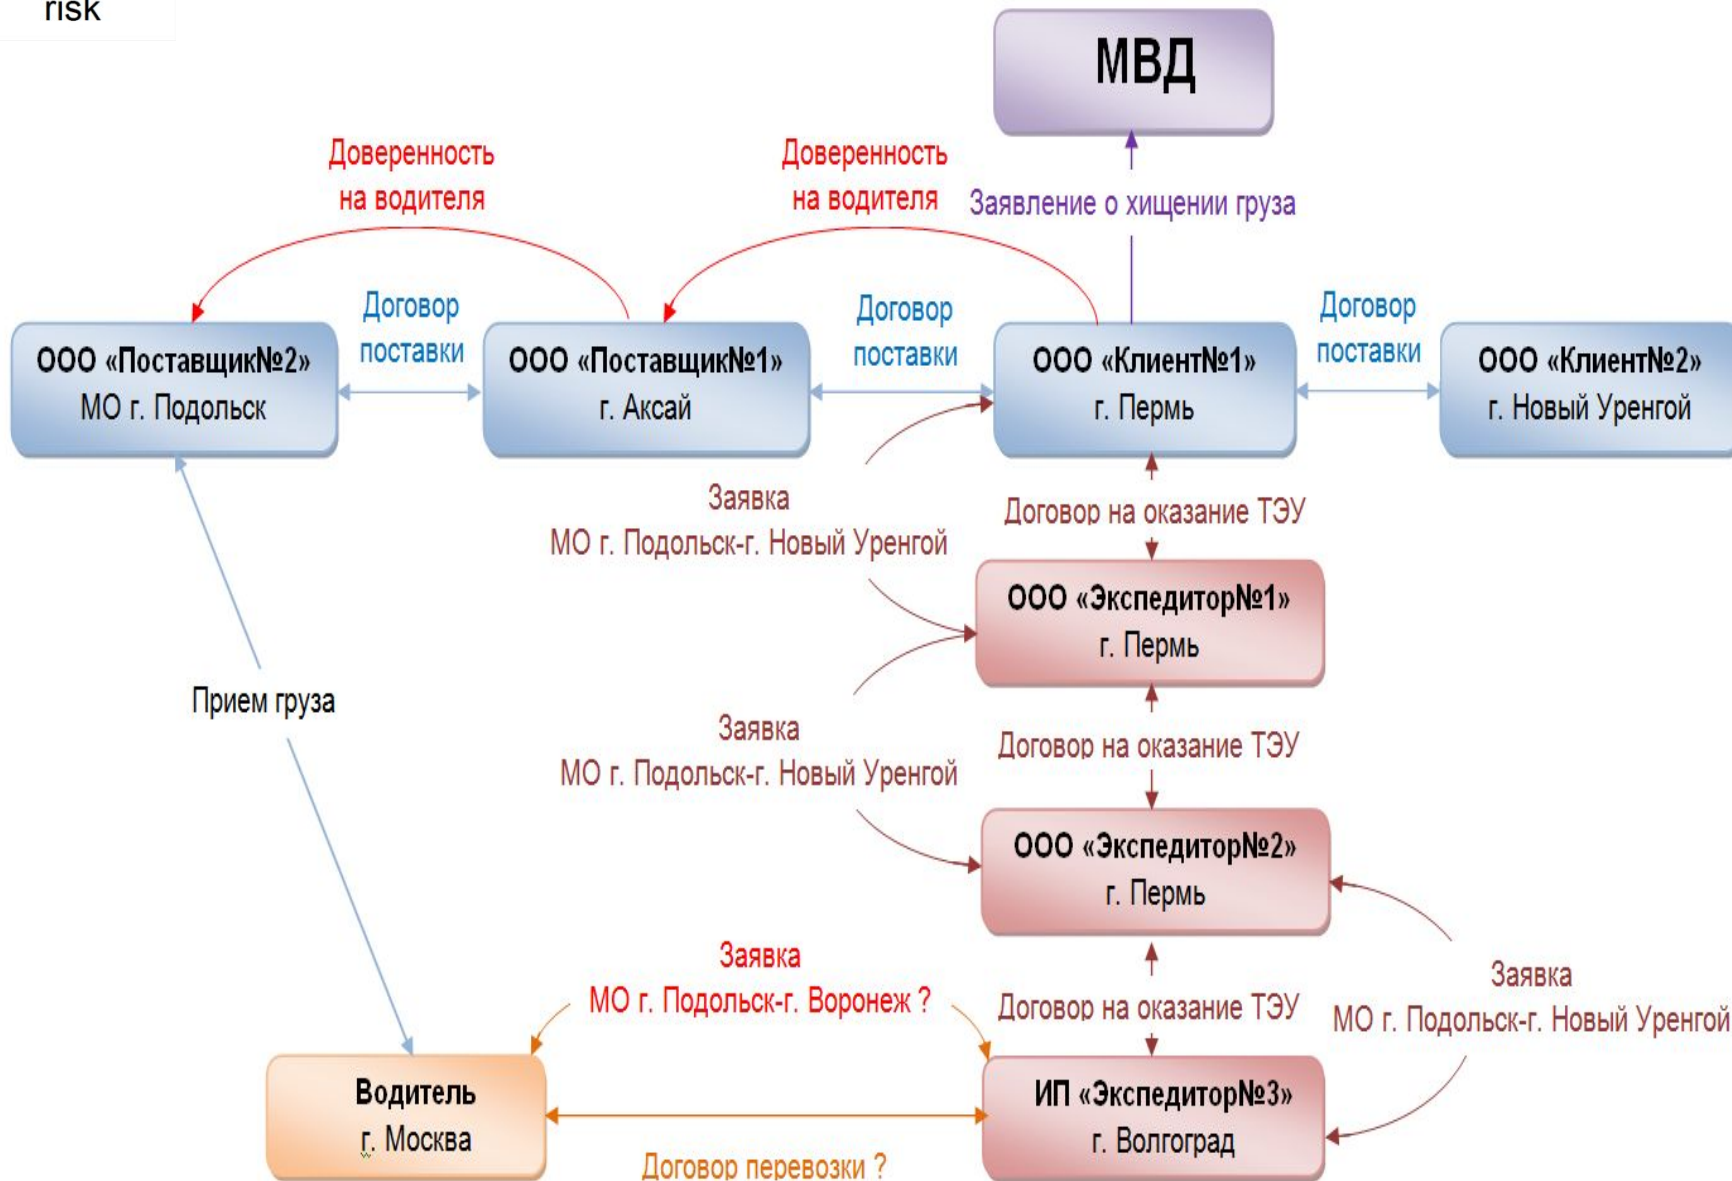 risk
МВД
Доверенность
на водителя
Доверенность
на водителя
Заявление о хищении груза
Договор
поставки
Договор
поставки
Договор
поставки
ООО «Поставщик№2»
МО г. Подольск
ООО «Поставщик№1»
г. Аксай
ООО «Клиент№1»
г. Пермь
ООО «Клиент№2»
г. Новый Уренгой
Заявка
МО г. Подольск-г. Новый Уренгой
Договор на оказание ТЭУ
ООО «Экспедитор№1»
г. Пермь
Прием груза
Заявка
МО г. Подольск-г. Новый Уренгой
Договор на оказание ТЭУ
ООО «Экспедитор№2»
г. Пермь
Заявка
МО г. Подольск-г. Воронеж ?
Договор на оказание ТЭУ
Заявка
МО г. Подольск-г. Новый Уренгой
Водитель
г. Москва
ИП «Экспедитор№3»
г. Волгоград
Договор перевозки ?